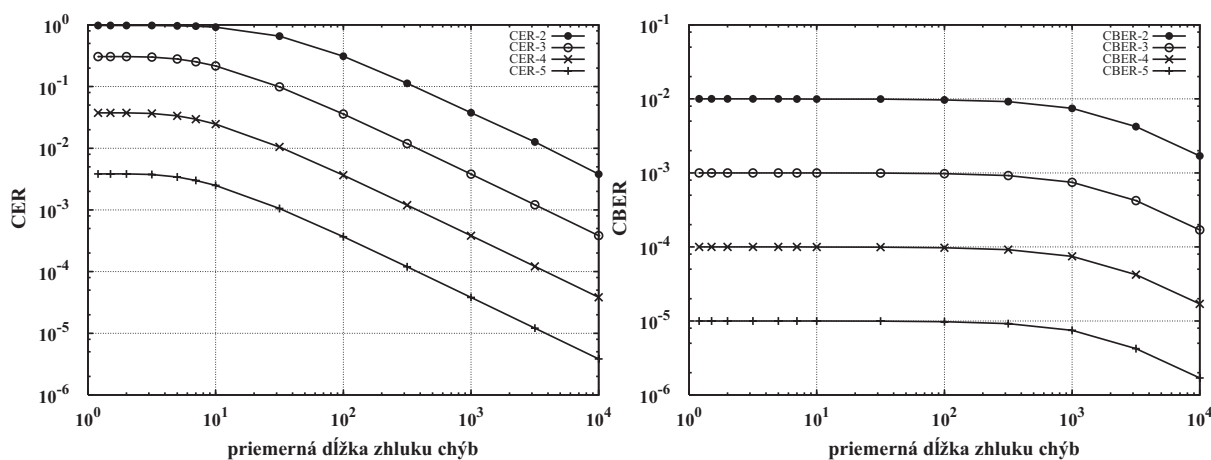 10^0
10^-1
10^-2
10^-3
10^-4
10^-5
10^-6
CER
CER-2
CER-3
CER-4
CER-5
10^0 10^1 10^2 10^3 10^4
priemerná dĺžka zhluku chýb
10^-1
10^-2
10^-3
10^-4
10^-5
10^-6
CBER
CBER-2
CBER-3
CBER-4
CBER-5
10^0 10^1 10^2 10^3 10^4
priemerná dĺžka zhluku chýb